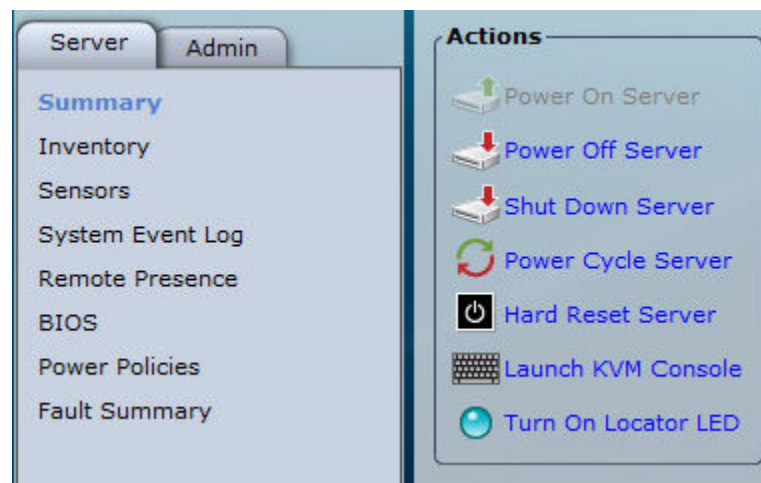 Server
Admin
Summary
Inventory
Sensors
System Event Log
Remote Presence
BIOS
Power Policies
Fault Summary
Actions
Power On Server
Power Off Server
Shut Down Server
Power Cycle Server
Hard Reset Server
Launch KVM Console
Turn On Locator LED